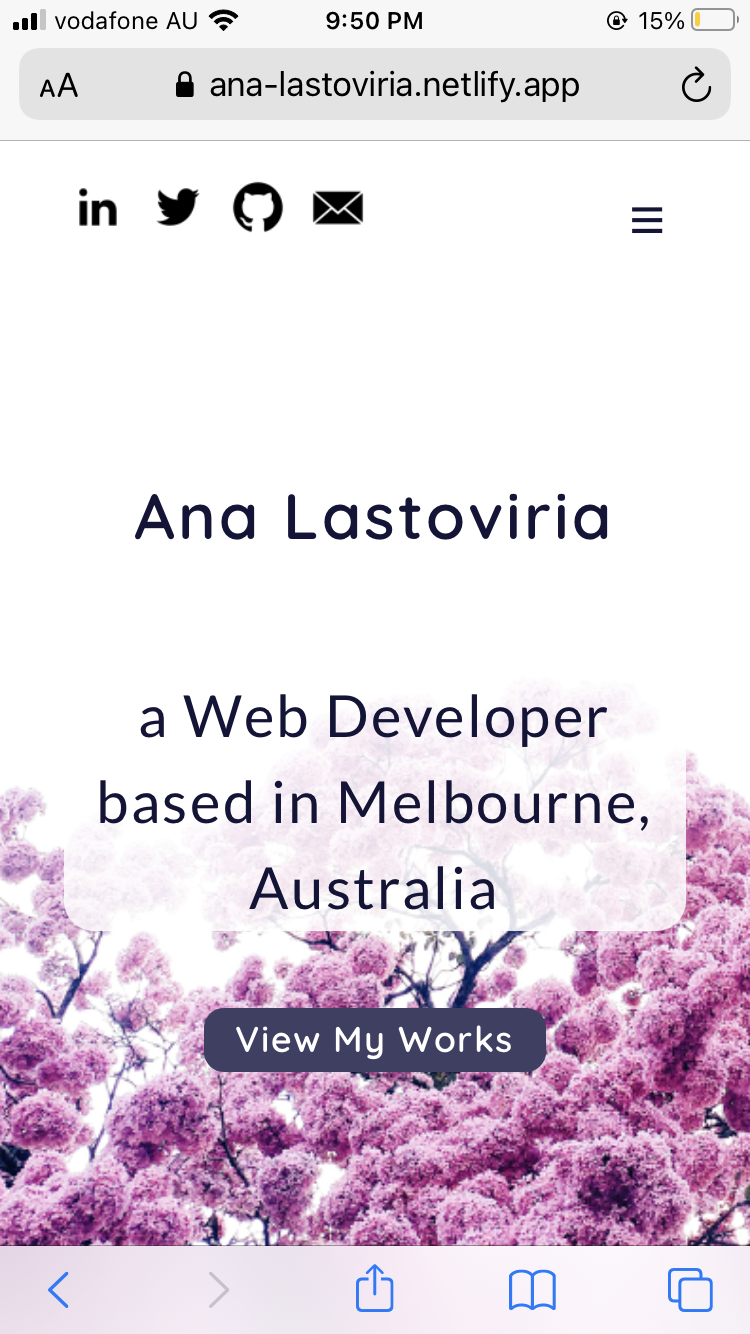 vodafone AU 9:50 PM 15%
AA ana-lastoviria.netlify.app
in
Ana Lastoviria
a Web Developer
based in Melbourne,
Australia
View My Works